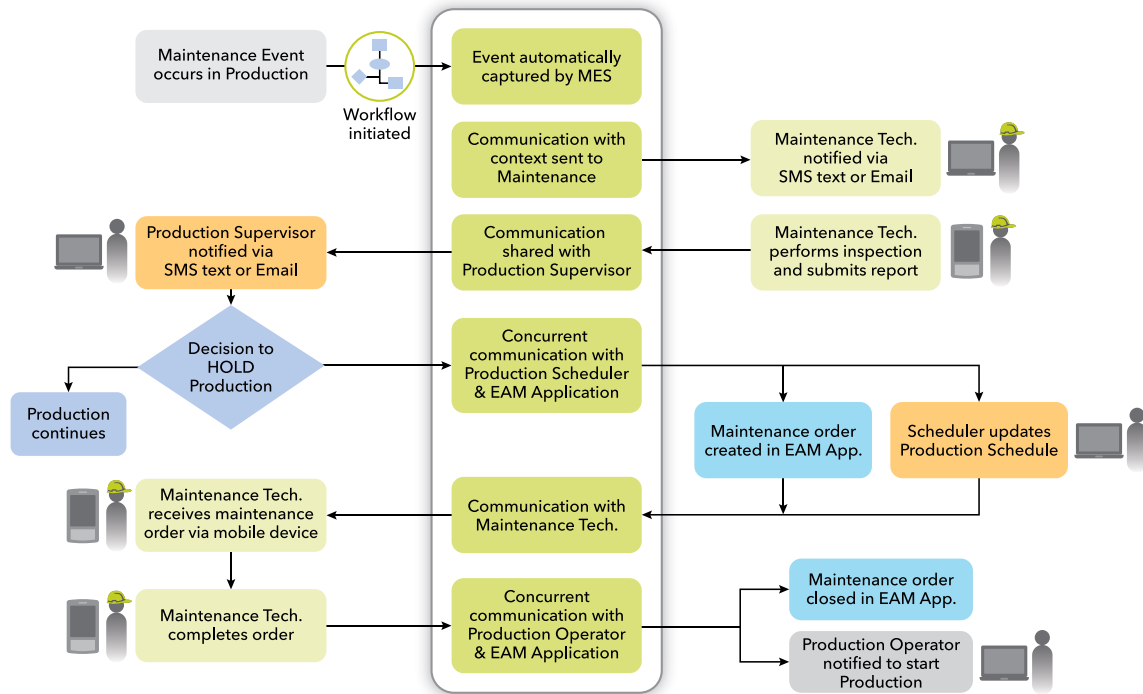 Maintenance Event
occurs in Production
Workflow
initiated
Event automatically
captured by MES
Communication with
context sent to
Maintenance
Maintenance Tech.
notified via
SMS text or Email
Production Supervisor
notified via
SMS text or Email
Communication
shared with
Production Supervisor
Maintenance Tech.
performs inspection
and submits report
Decision to
HOLD
Production
Production
continues
Concurrent
communication with
Production Scheduler
& EAM Application
Maintenance order
created in EAM App.
Scheduler updates
Production Schedule
Maintenance Tech.
receives maintenance
order via mobile device
Communication with
Maintenance Tech.
Maintenance Tech.
completes order
Concurrent
communication with
Production Operator
& EAM Application
Maintenance order
closed in EAM App.
Production Operator
notified to start
Production